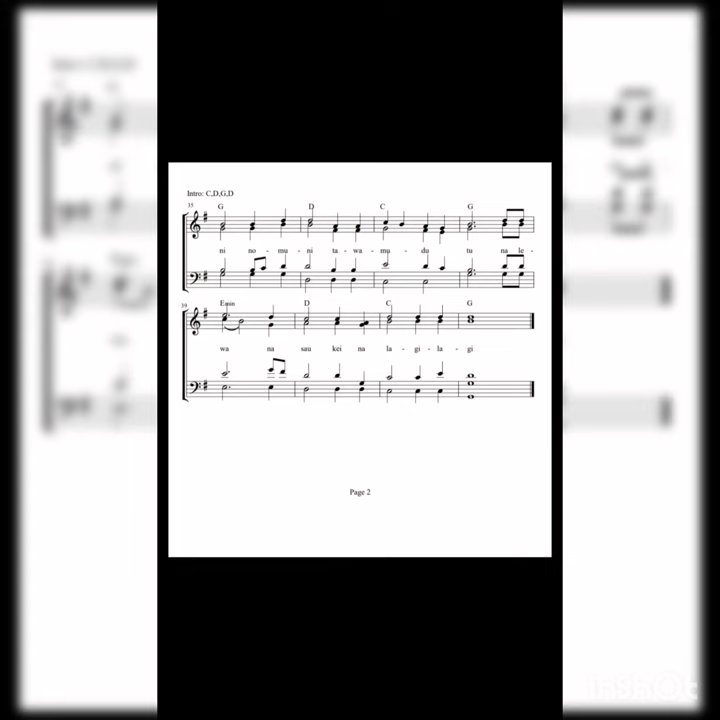 Intro: C,D,G,D
35 G D C G
ni no - mu - ni ta - wa - mu - du tu na le -
39 Emin D C G
wa na sau kei na la - gi - la - gi
Page 2
InShOt